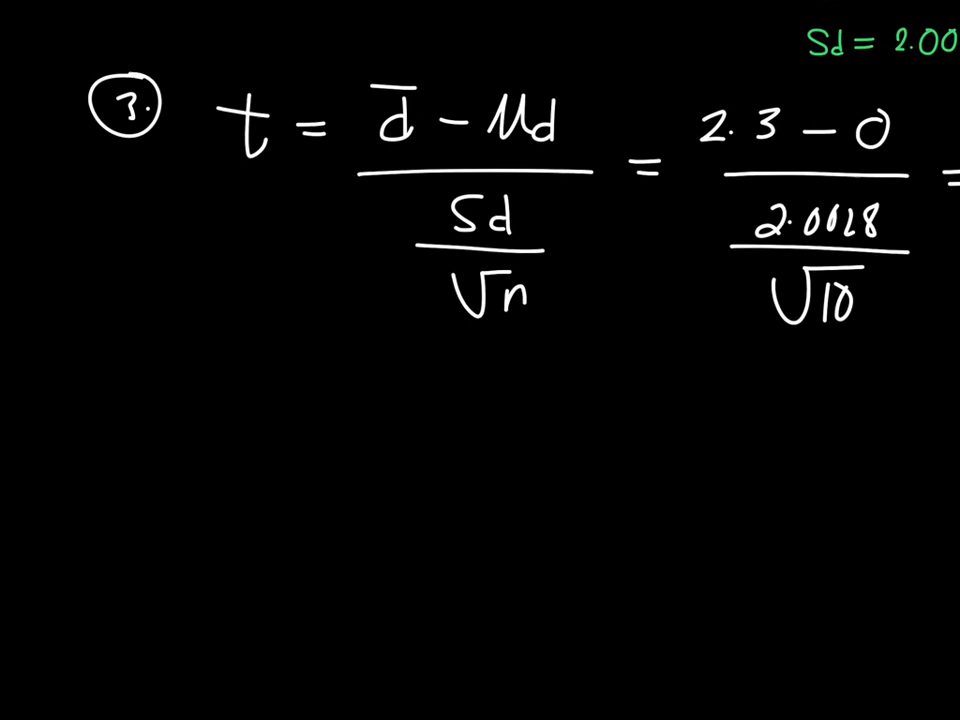 Sd = 2.00
3. t = d̄ - μd / (Sd / √n) = 2.3 - 0 / (2.0028 / √10) =